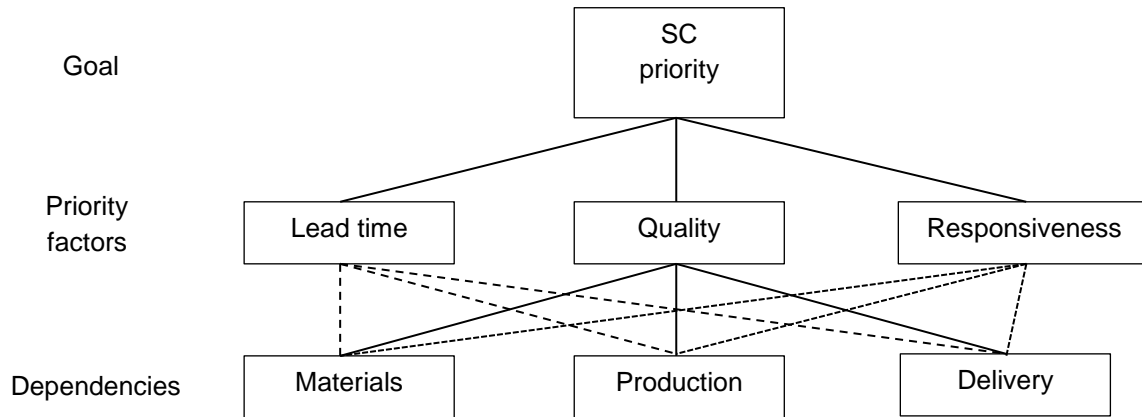 Goal
SC
priority
Priority
factors
Lead time
Quality
Responsiveness
Dependencies
Materials
Production
Delivery